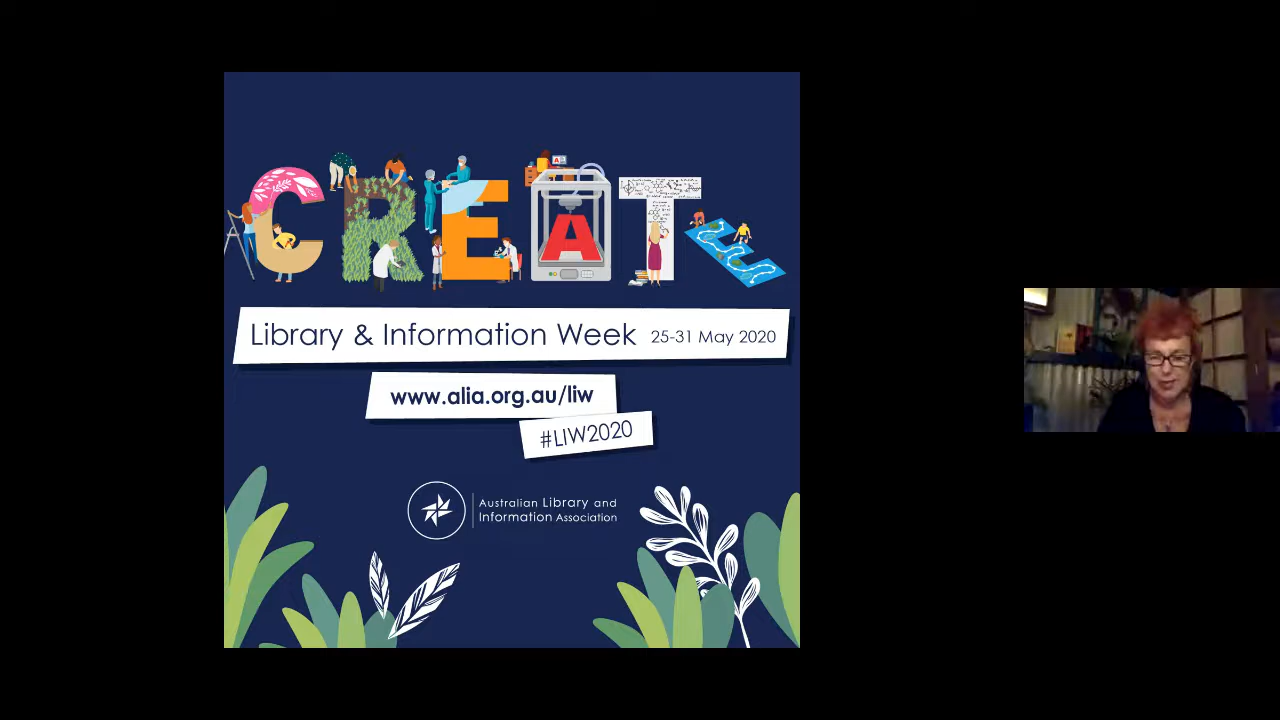 CREATE
Library & Information Week 25-31 May 2020
www.alia.org.au/liw
#LIW2020
Australian Library and
Information Association